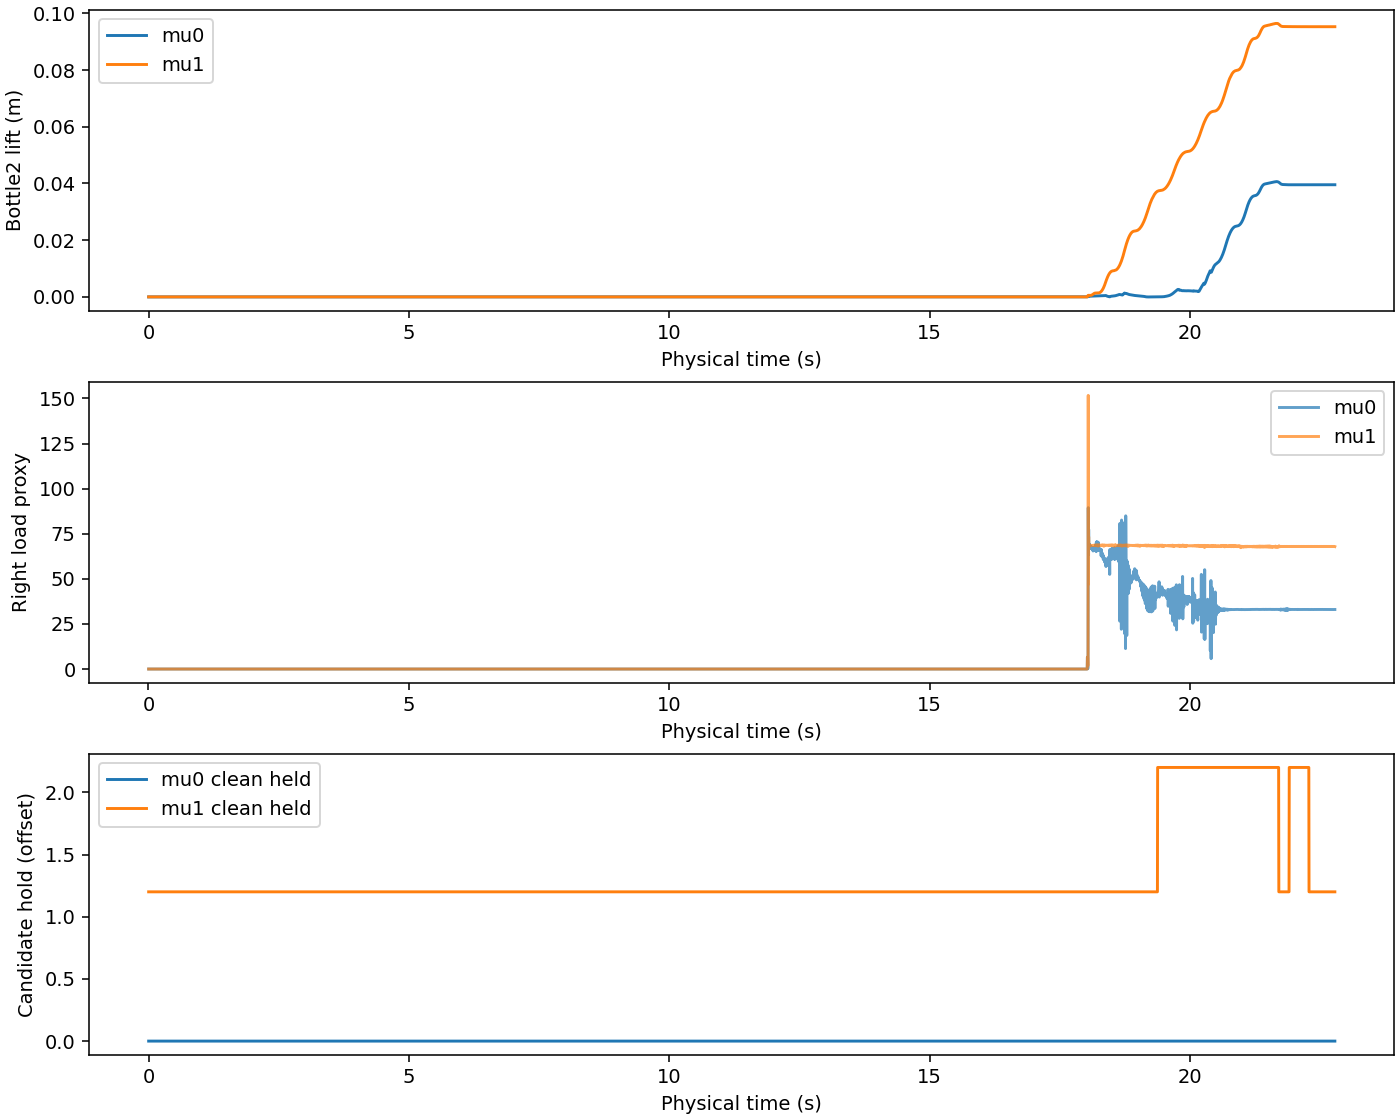 0.10
0.08
0.06
0.04
0.02
0.00
Bottle2 lift (m)
mu0
mu1
0
5
10
15
20
Physical time (s)
150
125
100
75
50
25
0
Right load proxy
mu0
mu1
0
5
10
15
20
Physical time (s)
2.0
1.5
1.0
0.5
0.0
Candidate hold (offset)
mu0 clean held
mu1 clean held
0
5
10
15
20
Physical time (s)